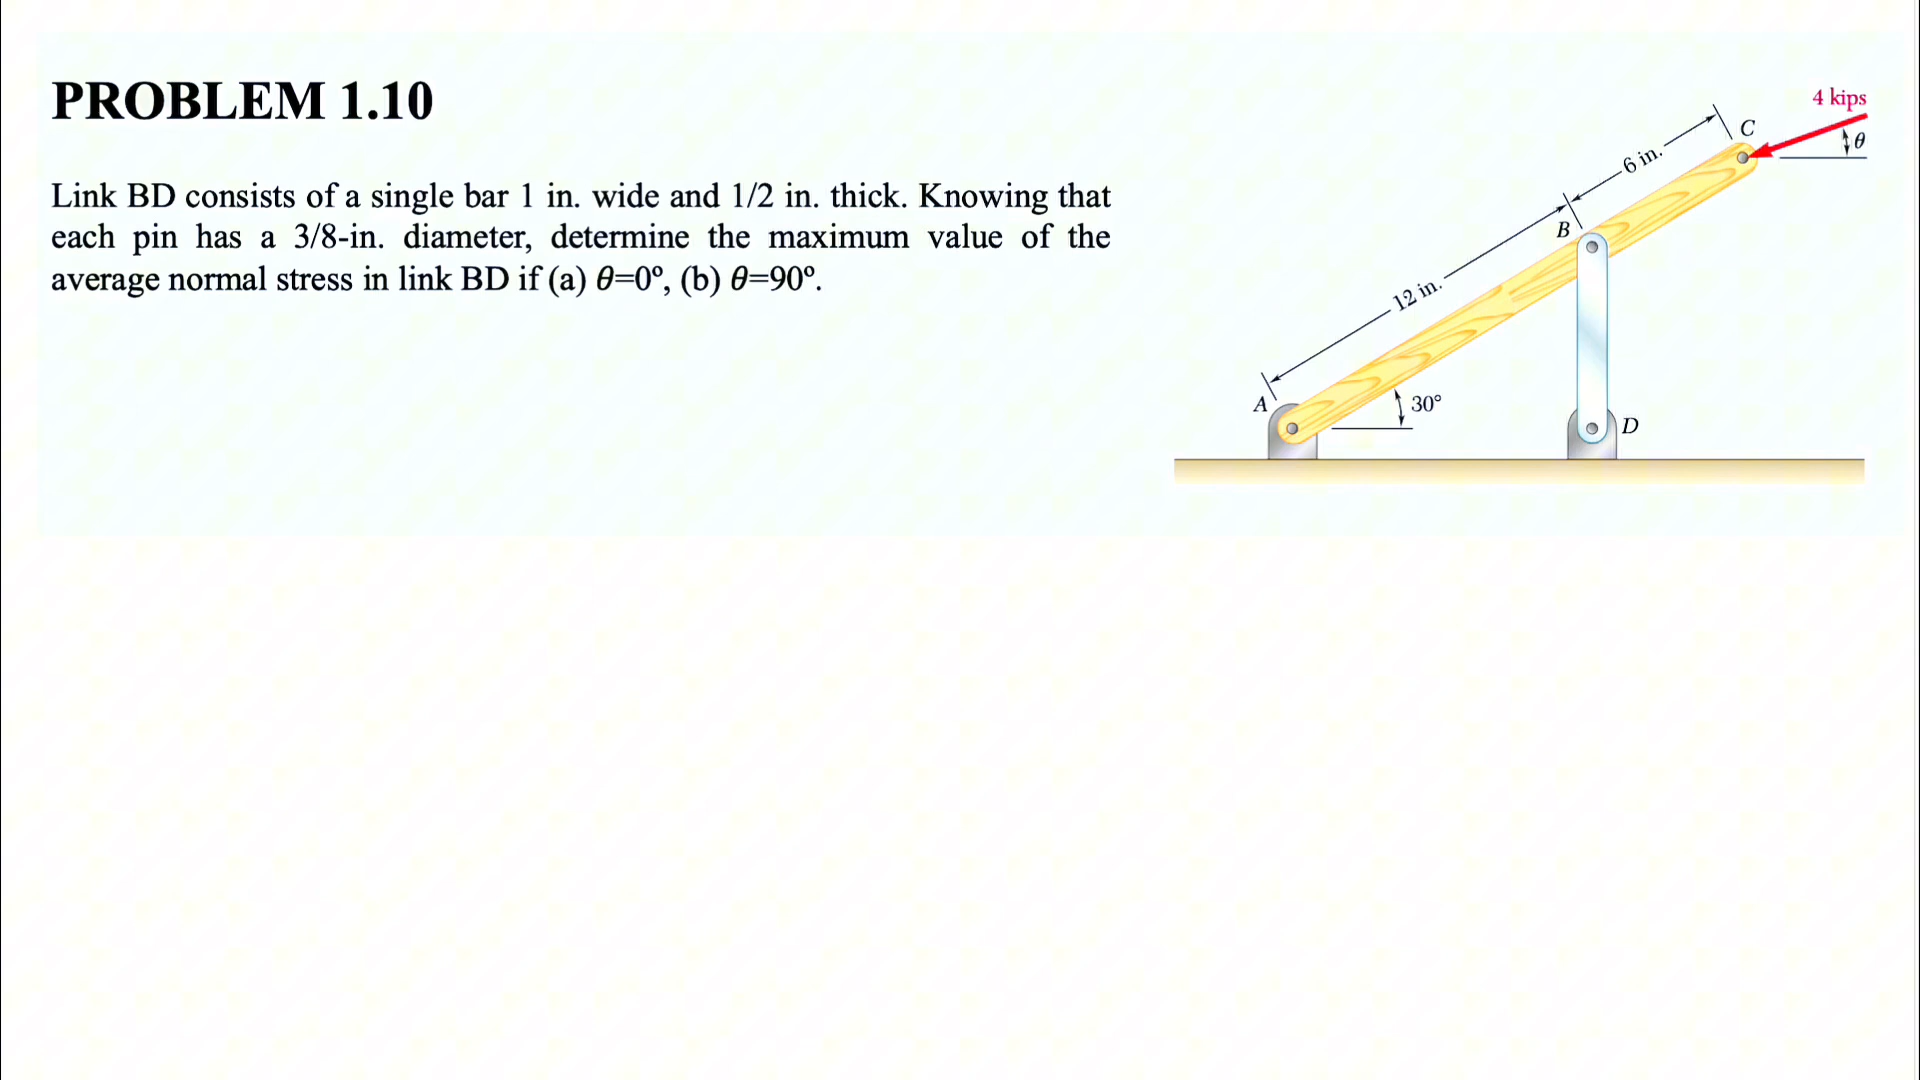 PROBLEM 1.10
Link BD consists of a single bar 1 in. wide and 1/2 in. thick. Knowing that
each pin has a 3/8-in. diameter, determine the maximum value of the
average normal stress in link BD if (a) θ=0º, (b) θ=90º.
4 kips
C
θ
6 in.
B
12 in.
A
30°
D